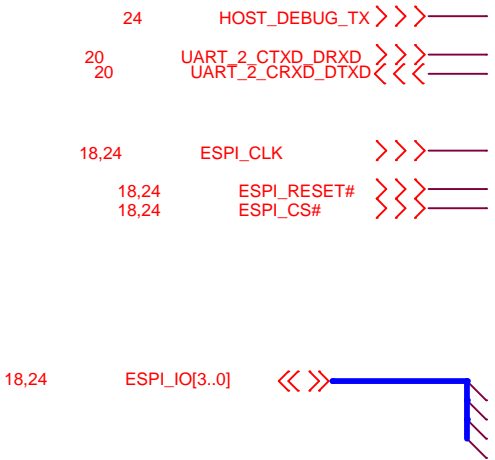 24 HOST_DEBUG_TX
20 UART_2_CTXD_DRXD
20 UART_2_CRXD_DTXD
18,24 ESPI_CLK
18,24 ESPI_RESET#
18,24 ESPI_CS#
18,24 ESPI_IO[3..0]